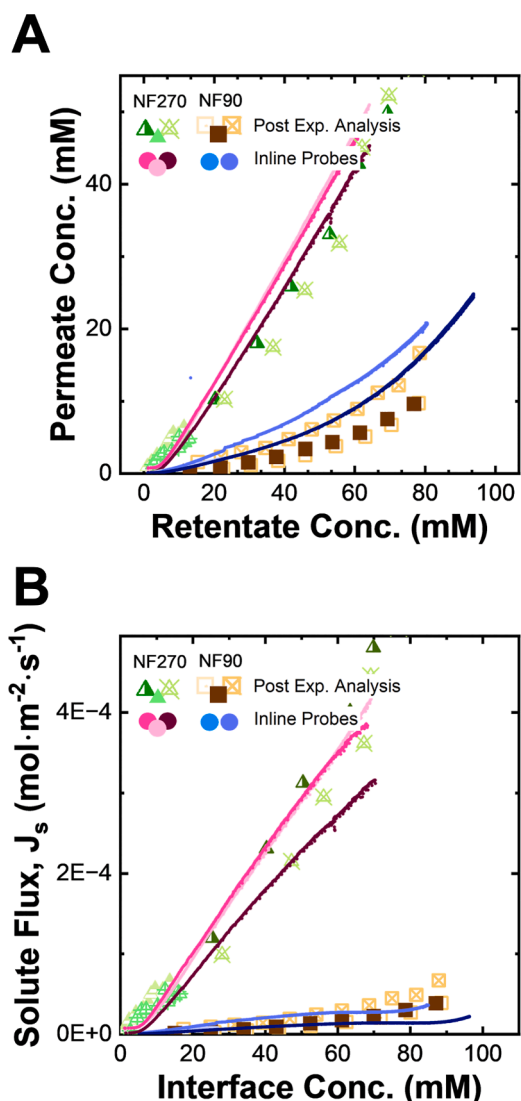 A
NF270 NF90
Post Exp. Analysis
Inline Probes
Permeate Conc. (mM)
40
20
0
0 20 40 60 80 100
Retentate Conc. (mM)
B
NF270 NF90
Post Exp. Analysis
Inline Probes
Solute Flux, Jₛ (mol·m⁻²·s⁻¹)
4E−4
2E−4
0E+0
0 20 40 60 80 100
Interface Conc. (mM)